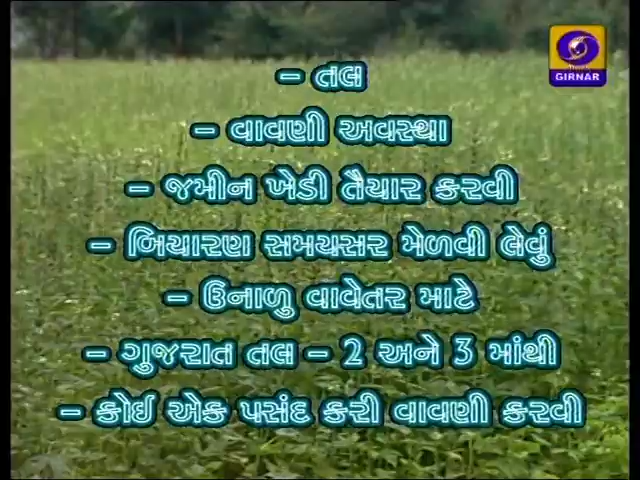 GIRNAR
– તલ
– વાવણી અવસ્થા
– જમીન ખેડી તૈયાર કરવી
– બિયારણ સમયસર મેળવી લેવું
– ઉનાળુ વાવેતર માટે
– ગુજરાત તલ – 2 અને 3 માંથી
– કોઈ એક પસંદ કરી વાવણી કરવી